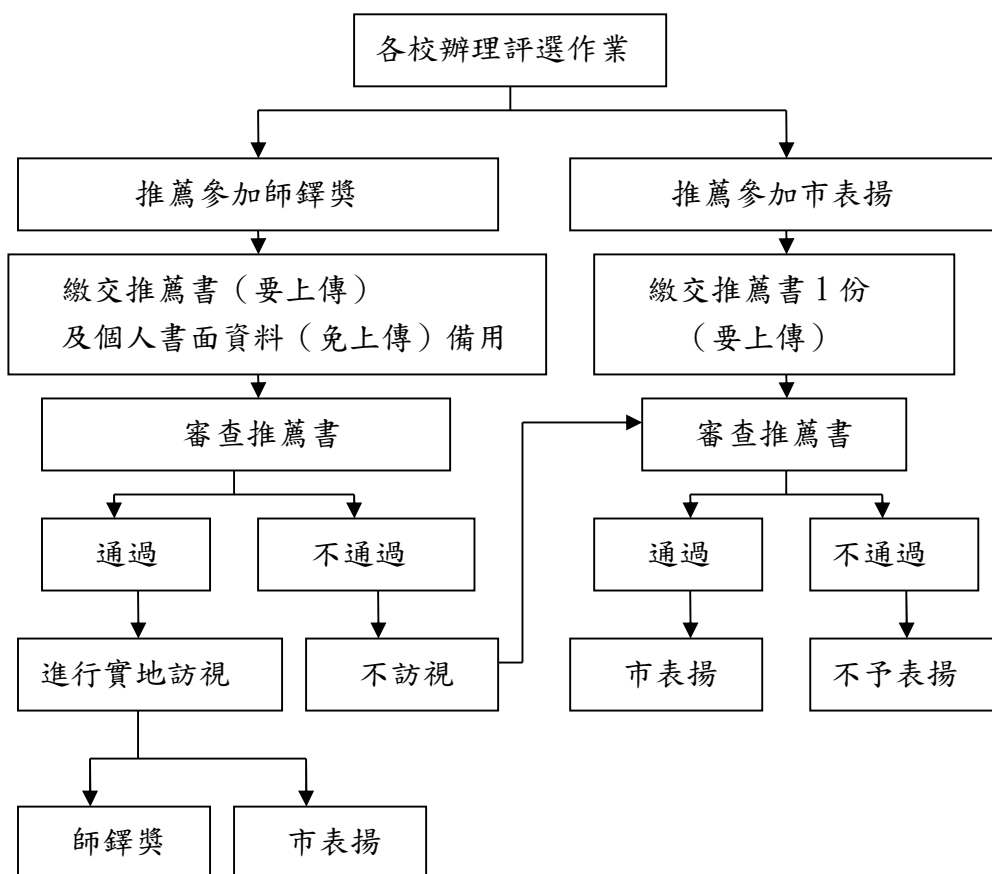 各校辦理評選作業
推薦參加師鐸獎
推薦參加市表揚
繳交推薦書（要上傳）
及個人書面資料（免上傳）備用
繳交推薦書1份
（要上傳）
審查推薦書
審查推薦書
通過
不通過
通過
不通過
進行實地訪視
不訪視
市表揚
不予表揚
師鐸獎
市表揚